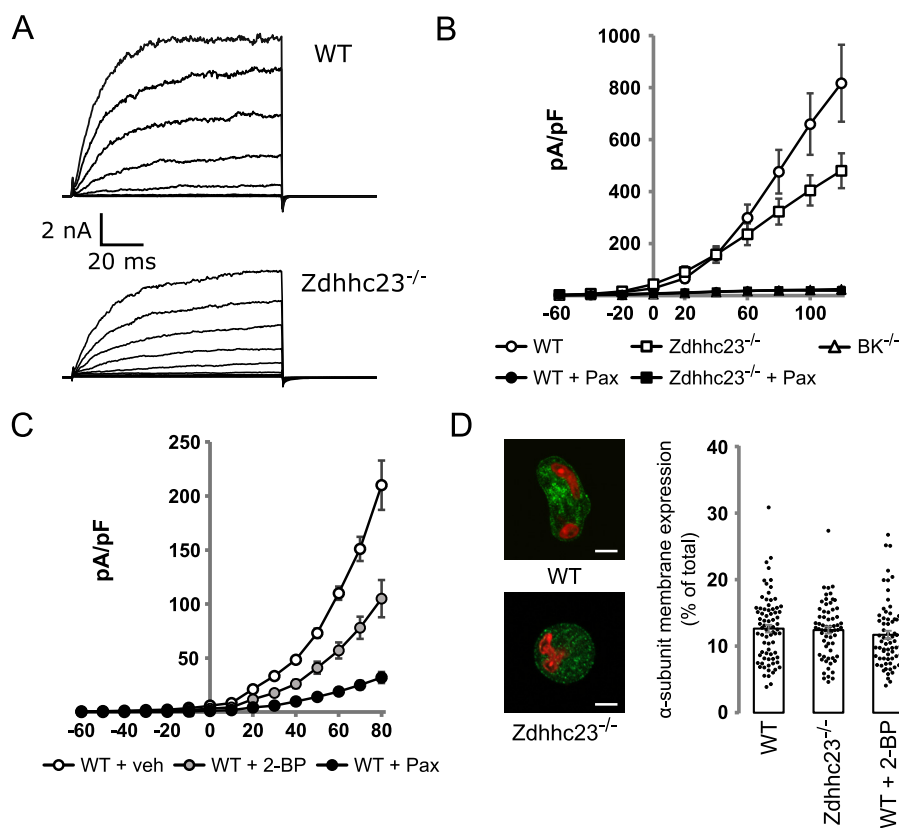 A
WT
2 nA
20 ms
Zdhhc23-/-
B
pA/pF
1000
800
600
400
200
-60
-20
0
20
60
100
WT
Zdhhc23-/-
BK-/-
WT + Pax
Zdhhc23-/- + Pax
C
pA/pF
250
200
150
100
50
-60
-40
-20
0
20
40
60
80
WT + veh
WT + 2-BP
WT + Pax
D
WT
Zdhhc23-/-
α-subunit membrane expression
(% of total)
40
30
20
10
0
WT
Zdhhc23-/-
WT + 2-BP